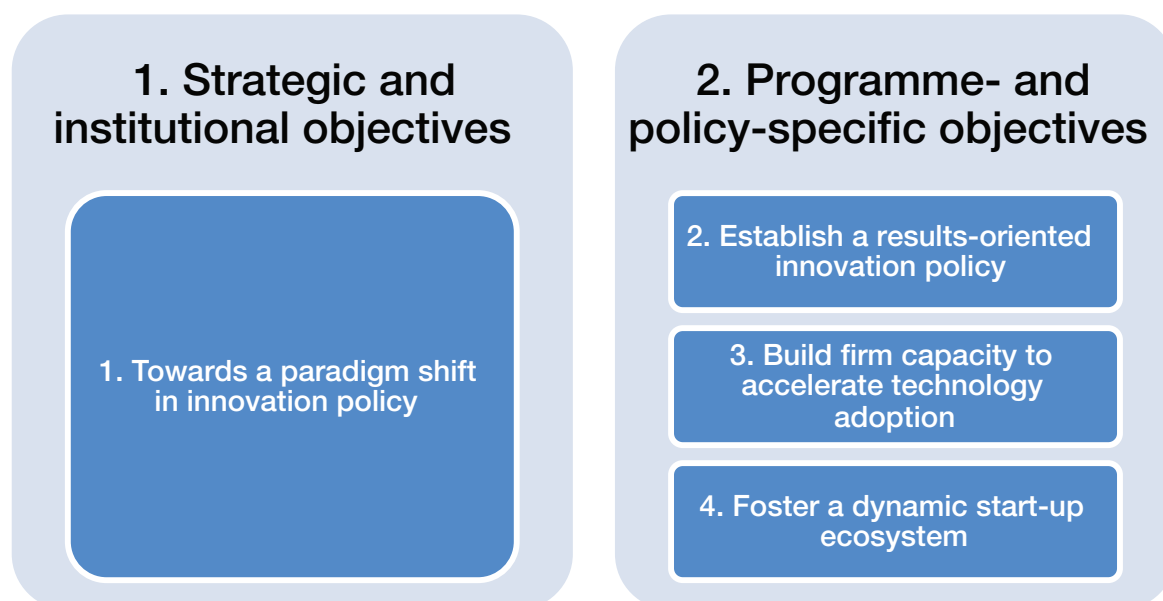 1. Strategic and
institutional objectives
1. Towards a paradigm shift
in innovation policy
2. Programme- and
policy-specific objectives
2. Establish a results-oriented
innovation policy
3. Build firm capacity to
accelerate technology
adoption
4. Foster a dynamic start-up
ecosystem